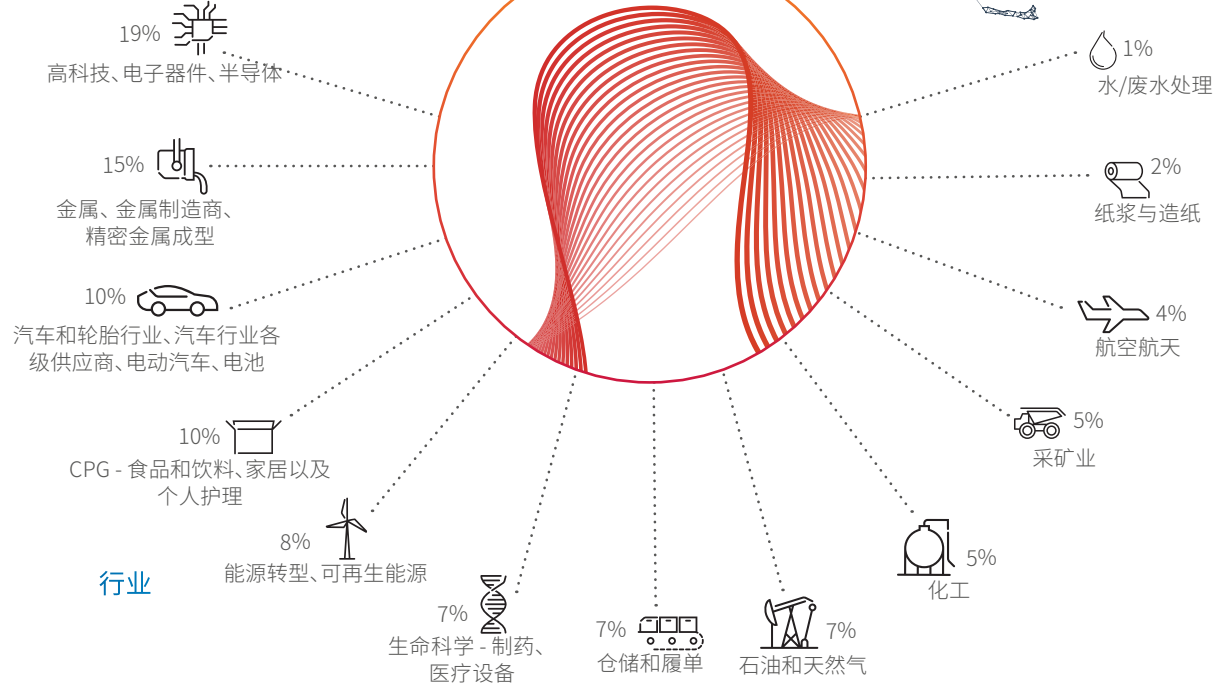 19%
高科技、电子器件、半导体
15%
金属、金属制造商、
精密金属成型
10%
汽车和轮胎行业、汽车行业各
级供应商、电动汽车、电池
10%
CPG - 食品和饮料、家居以及
个人护理
8%
能源转型、可再生能源
行业
7%
生命科学 - 制药、
医疗设备
7%
仓储和履单
7%
石油和天然气
5%
化工
5%
采矿业
4%
航空航天
2%
纸浆与造纸
1%
水/废水处理